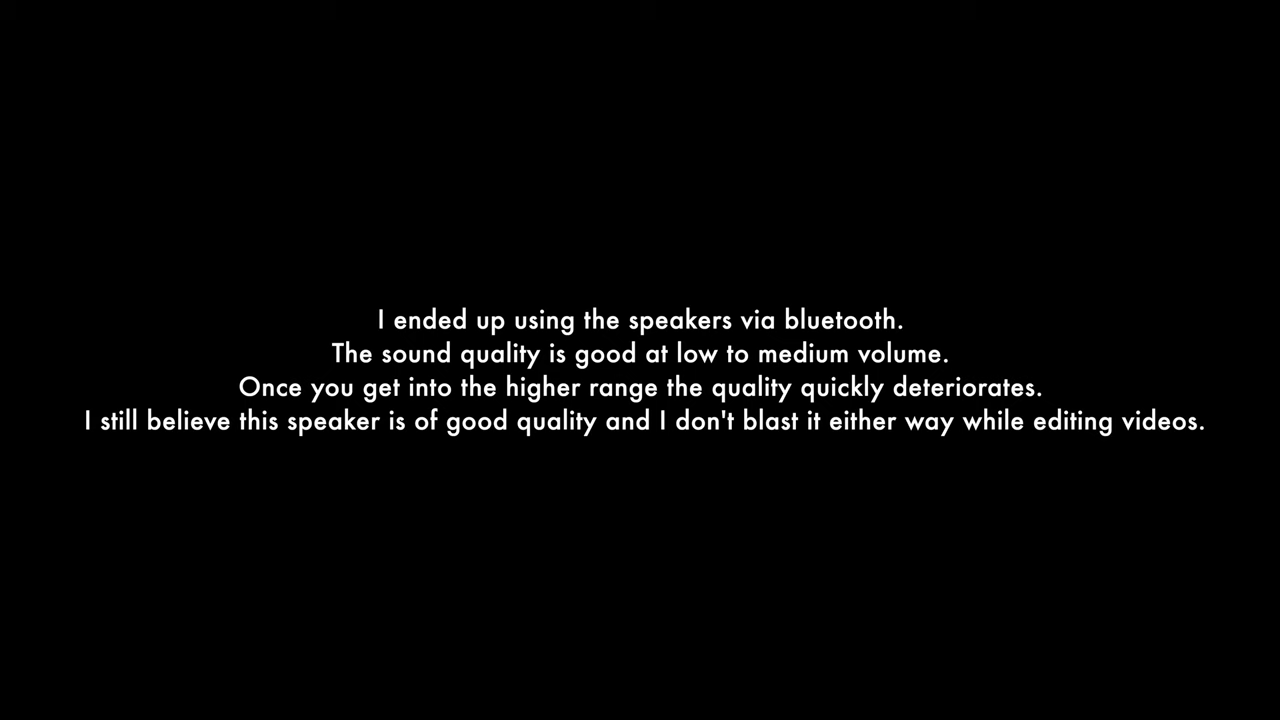 I ended up using the speakers via bluetooth.
The sound quality is good at low to medium volume.
Once you get into the higher range the quality quickly deteriorates.
I still believe this speaker is of good quality and I don't blast it either way while editing videos.